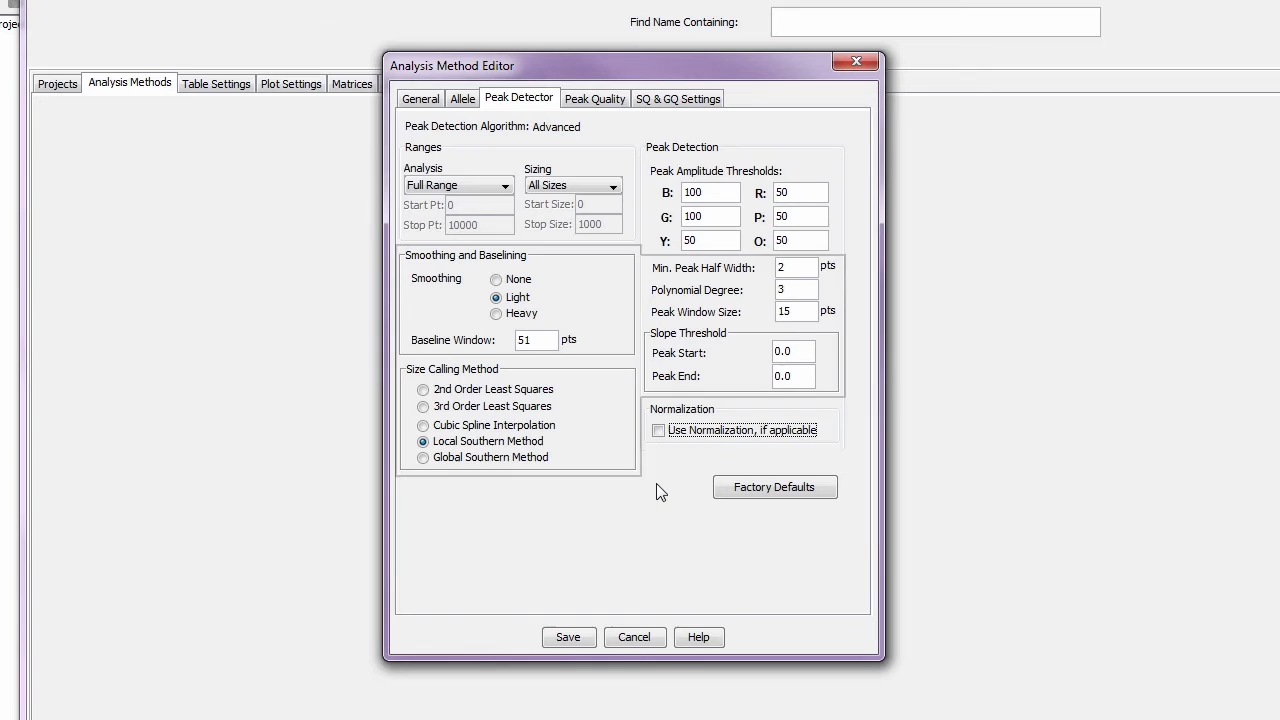 Find Name Containing:
Projects Analysis Methods Table Settings Plot Settings Matrices
Analysis Method Editor
General Allele Peak Detector Peak Quality SQ & GQ Settings
Peak Detection Algorithm: Advanced
Ranges
Analysis Sizing
Full Range All Sizes
Start Pt: 0 Start Size: 0
Stop Pt: 10000 Stop Size: 1000
Smoothing and Baselining
Smoothing None
Light
Heavy
Baseline Window: 51 pts
Size Calling Method
2nd Order Least Squares
3rd Order Least Squares
Cubic Spline Interpolation
Local Southern Method
Global Southern Method
Peak Detection
Peak Amplitude Thresholds:
B: 100 R: 50
G: 100 P: 50
Y: 50 O: 50
Min. Peak Half Width: 2 pts
Polynomial Degree: 3
Peak Window Size: 15 pts
Slope Threshold
Peak Start: 0.0
Peak End: 0.0
Normalization
Use Normalization, if applicable
Factory Defaults
Save Cancel Help